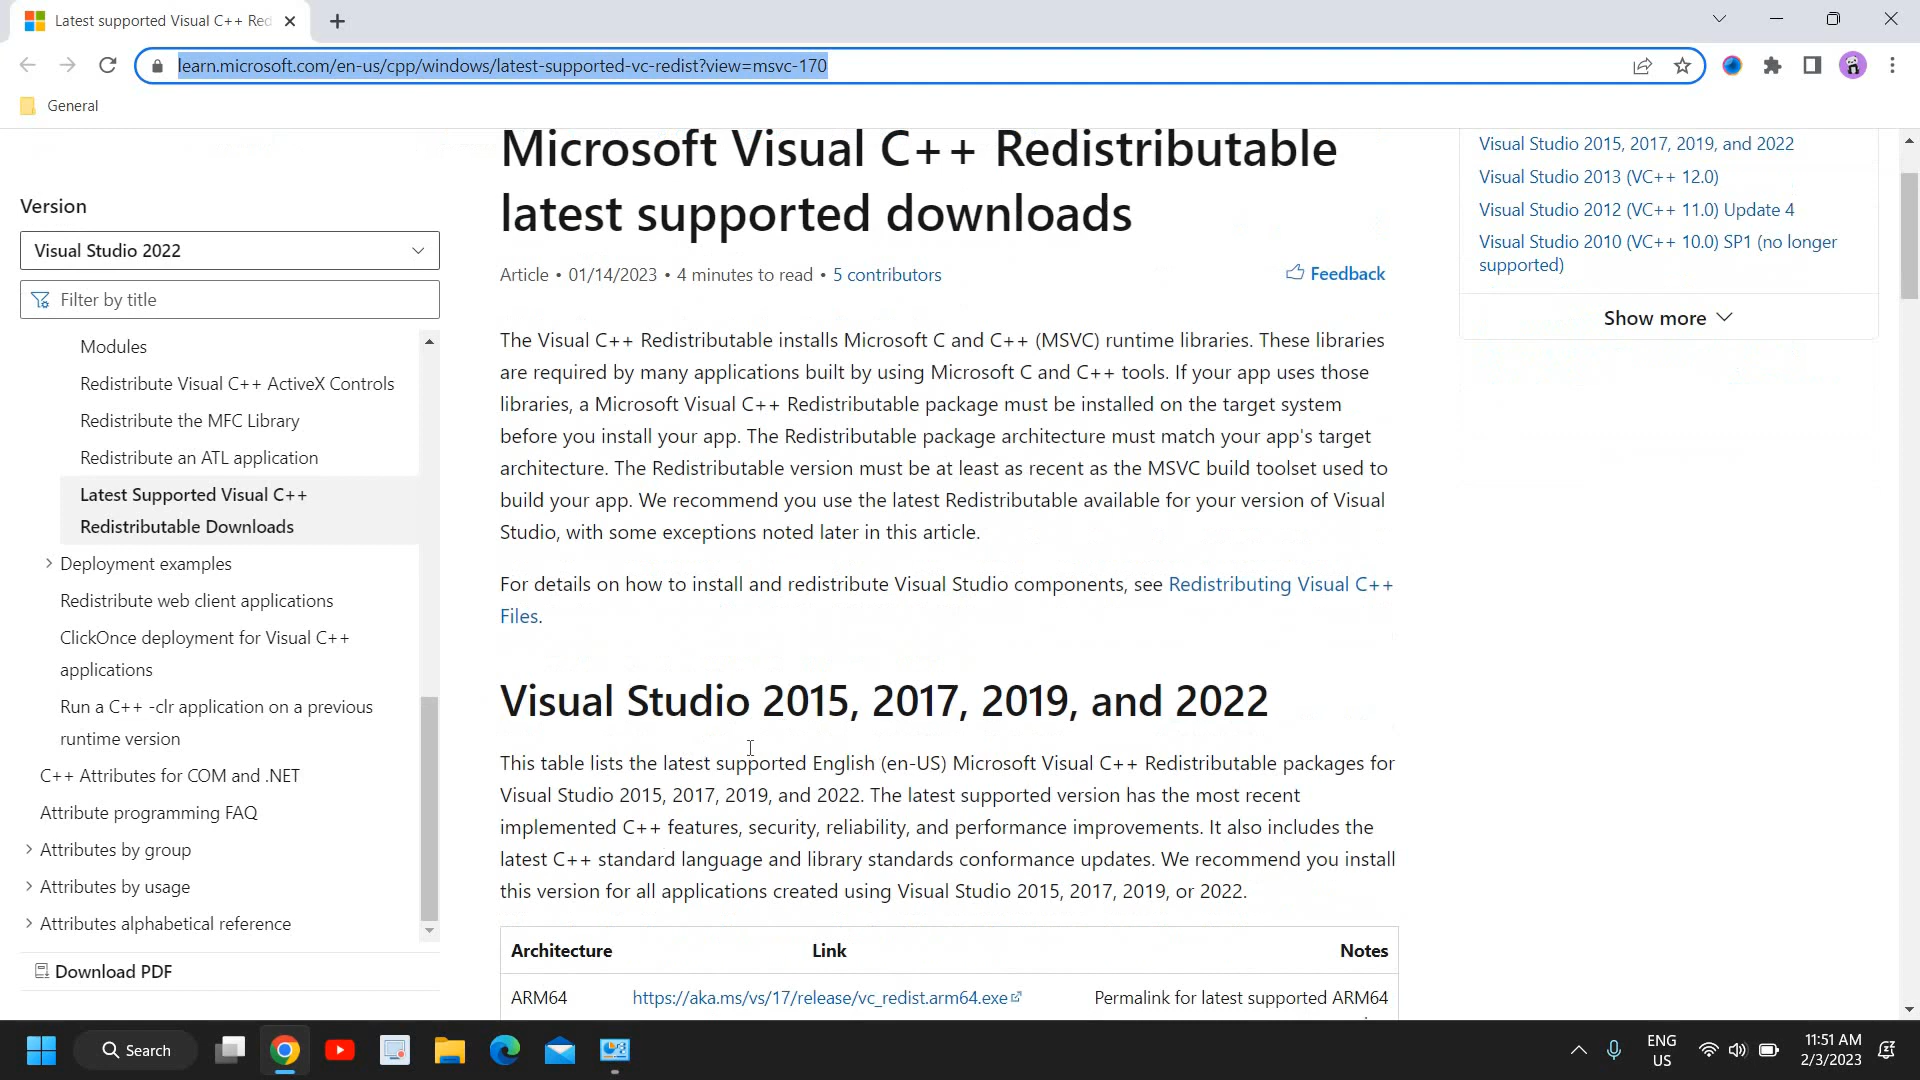 Latest supported Visual C++ Red
learn.microsoft.com/en-us/cpp/windows/latest-supported-vc-redist?view=msvc-170
General
Version
Visual Studio 2022
Filter by title
Modules
Redistribute Visual C++ ActiveX Controls
Redistribute the MFC Library
Redistribute an ATL application
Latest Supported Visual C++
Redistributable Downloads
Deployment examples
Redistribute web client applications
ClickOnce deployment for Visual C++
applications
Run a C++ -clr application on a previous
runtime version
C++ Attributes for COM and .NET
Attribute programming FAQ
Attributes by group
Attributes by usage
Attributes alphabetical reference
Download PDF
Microsoft Visual C++ Redistributable
latest supported downloads
Article • 01/14/2023 • 4 minutes to read • 5 contributors
Feedback
The Visual C++ Redistributable installs Microsoft C and C++ (MSVC) runtime libraries. These libraries
are required by many applications built by using Microsoft C and C++ tools. If your app uses those
libraries, a Microsoft Visual C++ Redistributable package must be installed on the target system
before you install your app. The Redistributable package architecture must match your app's target
architecture. The Redistributable version must be at least as recent as the MSVC build toolset used to
build your app. We recommend you use the latest Redistributable available for your version of Visual
Studio, with some exceptions noted later in this article.
For details on how to install and redistribute Visual Studio components, see Redistributing Visual C++
Files.
Visual Studio 2015, 2017, 2019, and 2022
This table lists the latest supported English (en-US) Microsoft Visual C++ Redistributable packages for
Visual Studio 2015, 2017, 2019, and 2022. The latest supported version has the most recent
implemented C++ features, security, reliability, and performance improvements. It also includes the
latest C++ standard language and library standards conformance updates. We recommend you install
this version for all applications created using Visual Studio 2015, 2017, 2019, or 2022.
Architecture Link Notes
ARM64 https://aka.ms/vs/17/release/vc_redist.arm64.exe Permalink for latest supported ARM64
Visual Studio 2015, 2017, 2019, and 2022
Visual Studio 2013 (VC++ 12.0)
Visual Studio 2012 (VC++ 11.0) Update 4
Visual Studio 2010 (VC++ 10.0) SP1 (no longer
supported)
Show more
Search
ENG
US
11:51 AM
2/3/2023